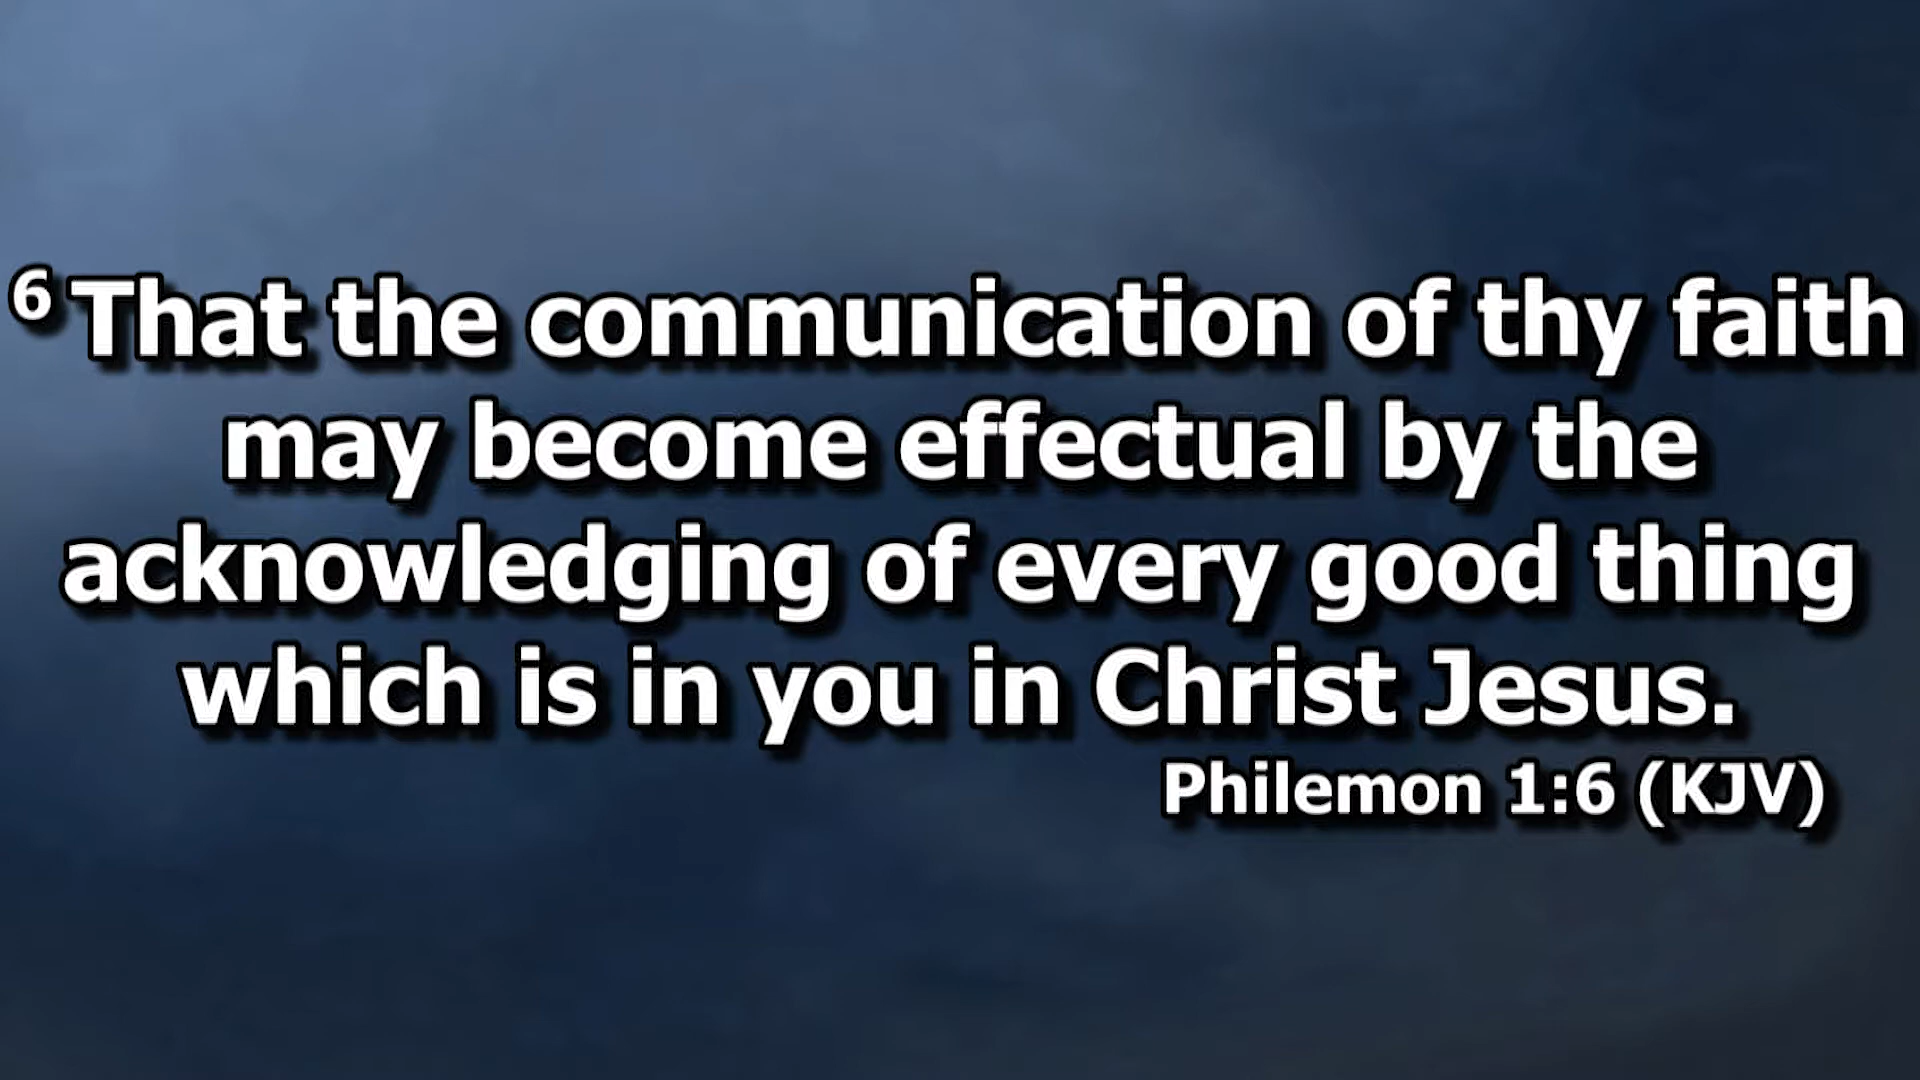 6 That the communication of thy faith
may become effectual by the
acknowledging of every good thing
which is in you in Christ Jesus.
Philemon 1:6 (KJV)